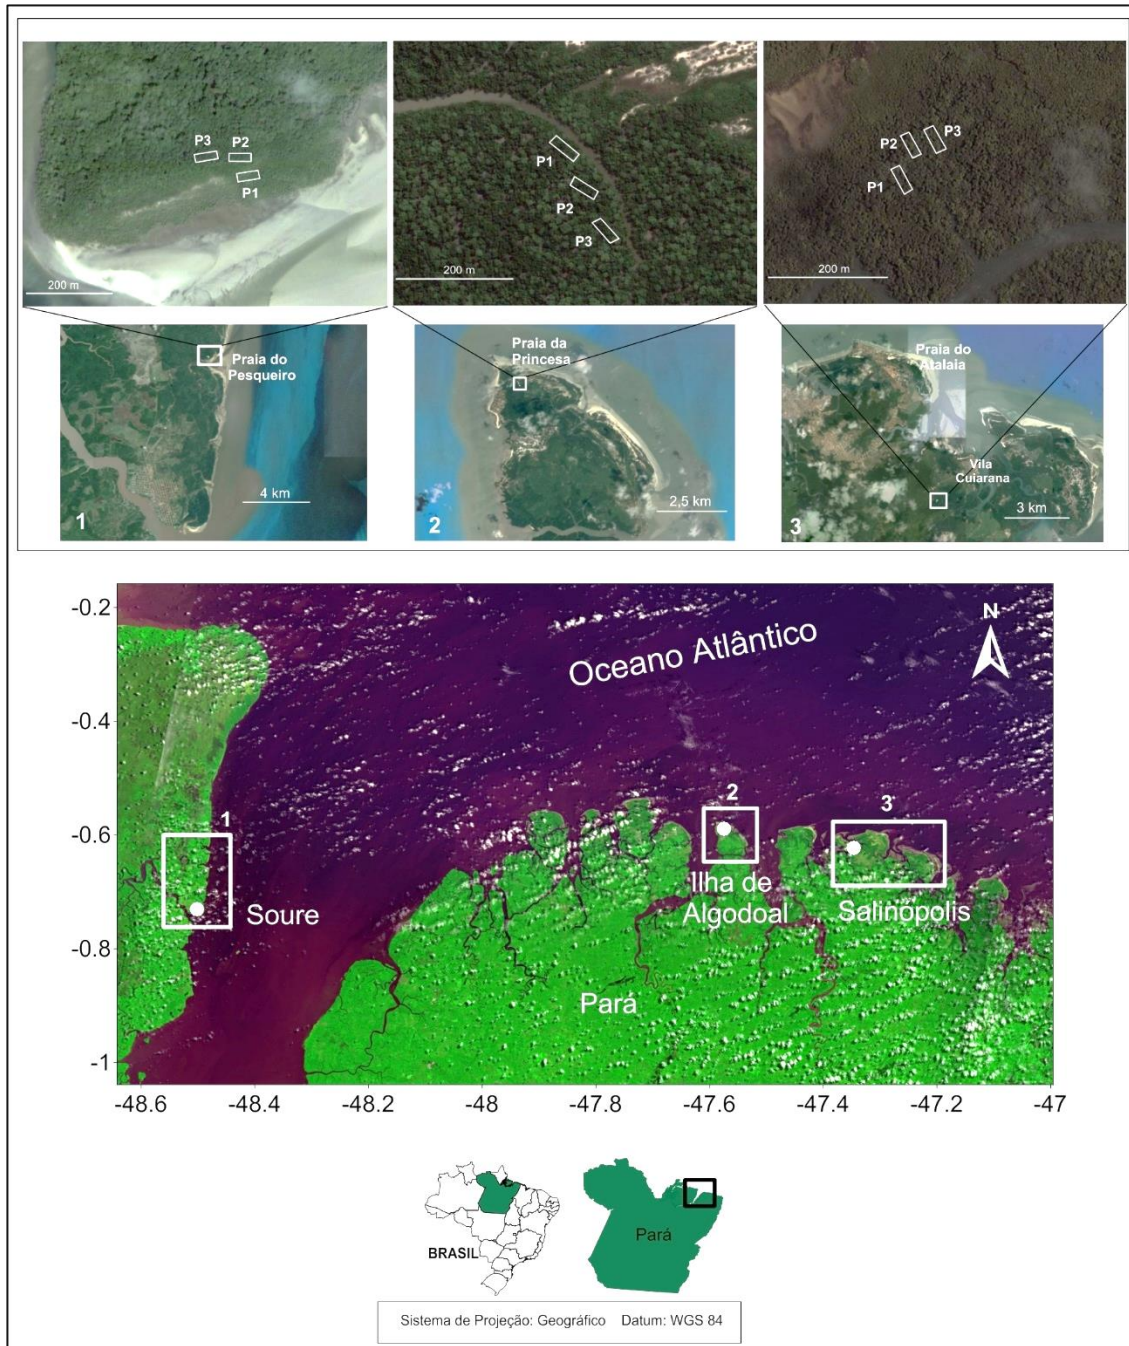 P3
P2
P1
200 m
P1
P2
P3
200 m
P2
P3
P1
200 m
Praia do
Pesqueiro
4 km
1
Praia da
Princesa
2,5 km
2
Praia do
Atalaia
Vila
Cuiarana
3 km
3
-0.2
-0.4
-0.6
-0.8
-1
Oceano Atlântico
N
1
Soure
2
Ilha de
Algodoal
3
Salinópolis
Pará
-48.6
-48.4
-48.2
-48
-47.8
-47.6
-47.4
-47.2
-47
BRASIL
Pará
Sistema de Projeção: Geográfico Datum: WGS 84